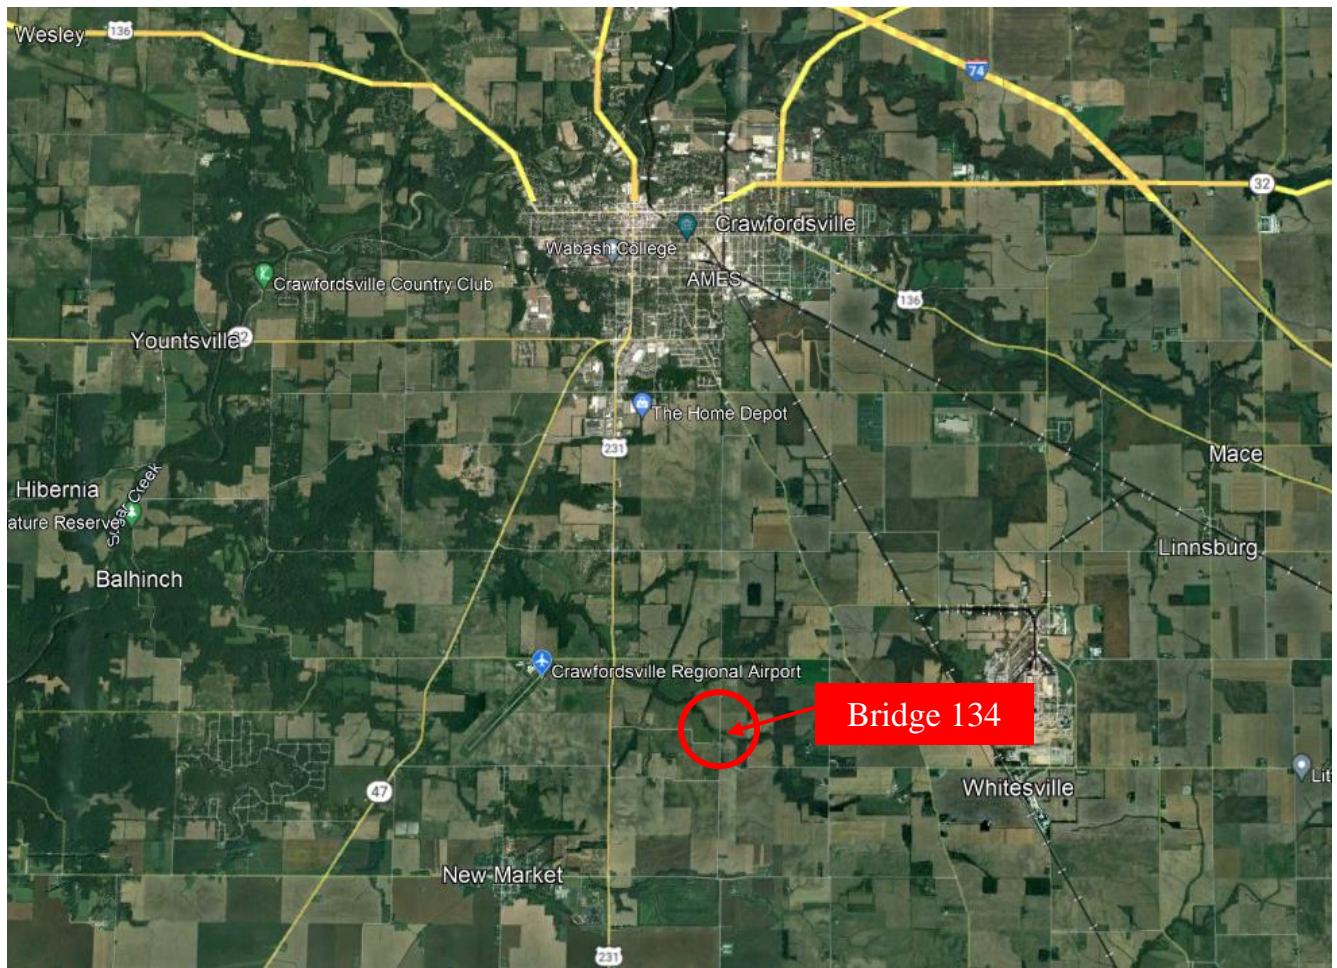 Wesley
136
74
32
Crawfordsville
Wabash College
AMES
Crawfordsville Country Club
136
Yountsville
32
The Home Depot
231
Mace
Hibernia
Sugar Creek
ature Reserve
Linnsburg
Balhinch
Crawfordsville Regional Airport
Bridge 134
Whitesville
Lit
47
New Market
231